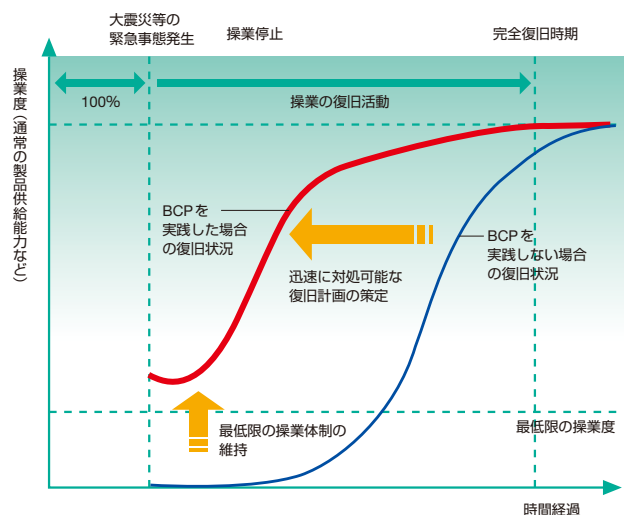 大震災等の
緊急事態発生
操業停止
完全復旧時期
操業度（通常の製品供給能力など）
100%
操業の復旧活動
BCPを
実践した場合
の復旧状況
BCPを
実践しない場合
の復旧状況
迅速に対処可能な
復旧計画の策定
最低限の操業体制の
維持
最低限の操業度
時間経過